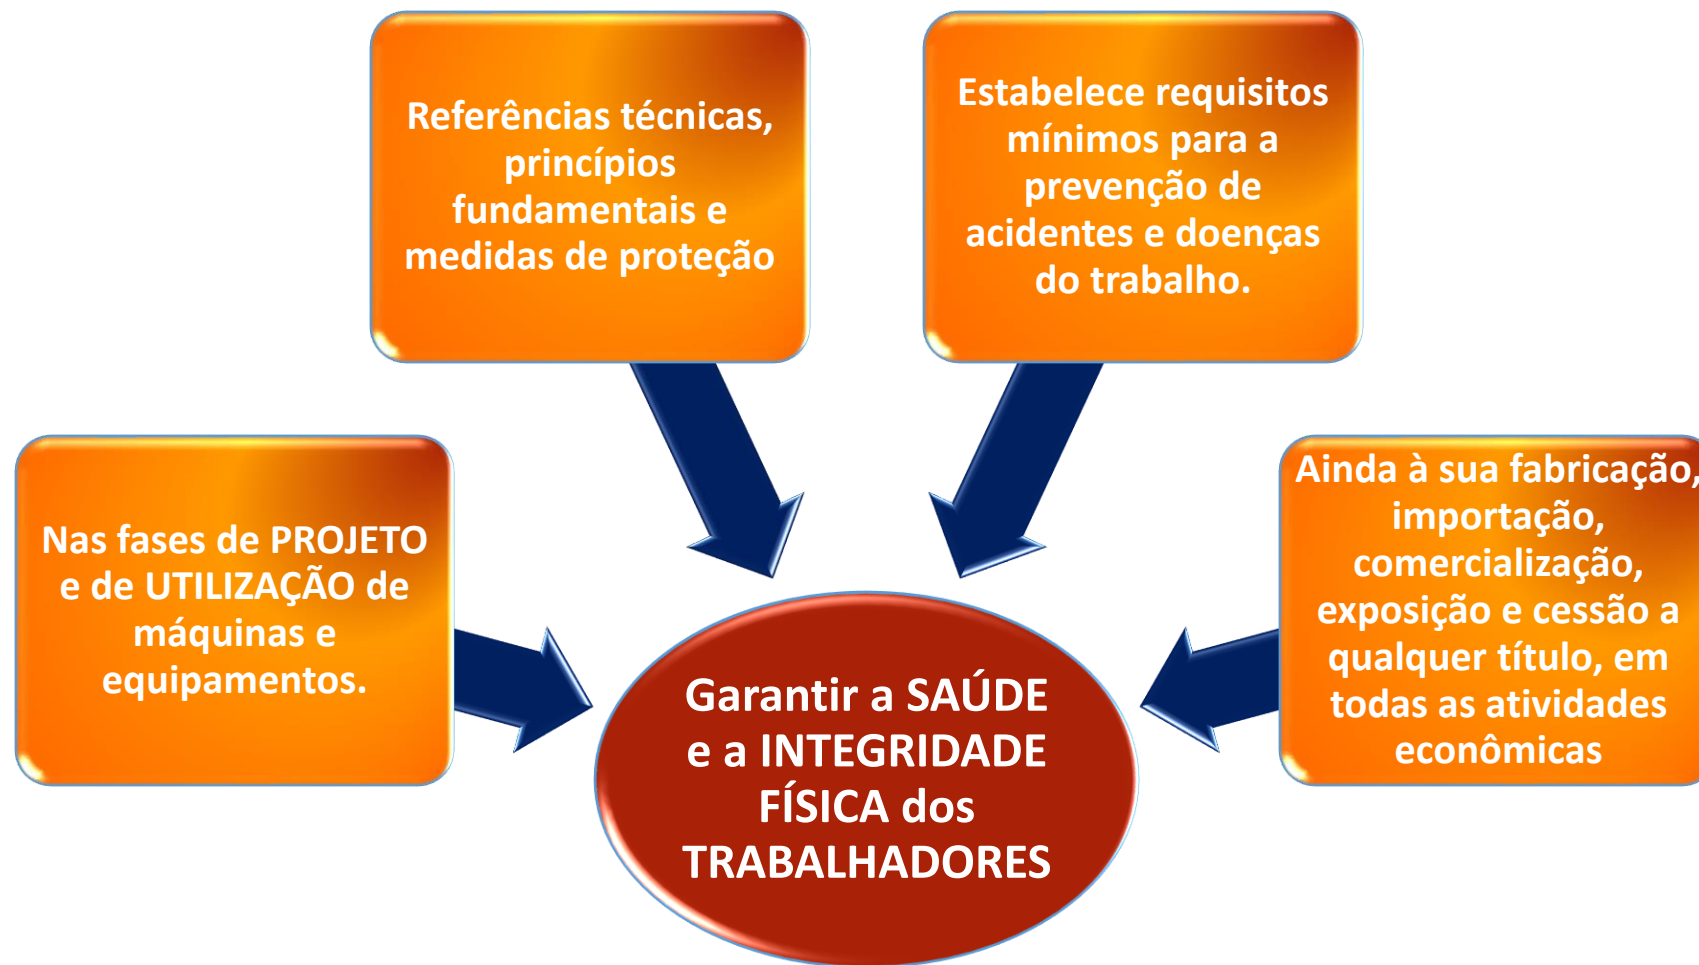 Referências técnicas,
princípios
fundamentais e
medidas de proteção
Estabelece requisitos
mínimos para a
prevenção de
acidentes e doenças
do trabalho.
Nas fases de PROJETO
e de UTILIZAÇÃO de
máquinas e
equipamentos.
Ainda à sua fabricação,
importação,
comercialização,
exposição e cessão a
qualquer título, em
todas as atividades
econômicas
Garantir a SAÚDE
e a INTEGRIDADE
FÍSICA dos
TRABALHADORES